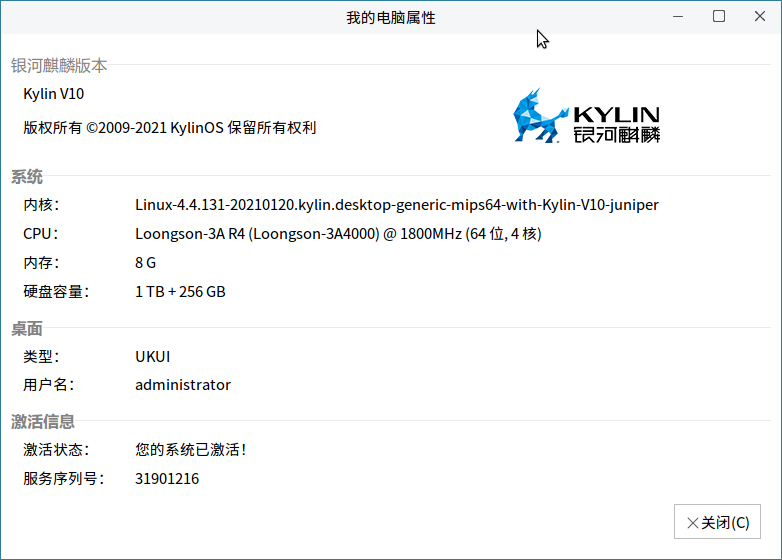 我的电脑属性
银河麒麟版本
Kylin V10
版权所有 ©2009-2021 KylinOS 保留所有权利
KYLIN
银河麒麟
系统
内核： Linux-4.4.131-20210120.kylin.desktop-generic-mips64-with-Kylin-V10-juniper
CPU： Loongson-3A R4 (Loongson-3A4000) @ 1800MHz (64 位, 4 核)
内存： 8 G
硬盘容量： 1 TB + 256 GB
桌面
类型： UKUI
用户名： administrator
激活信息
激活状态： 您的系统已激活！
服务序列号： 31901216
关闭(C)